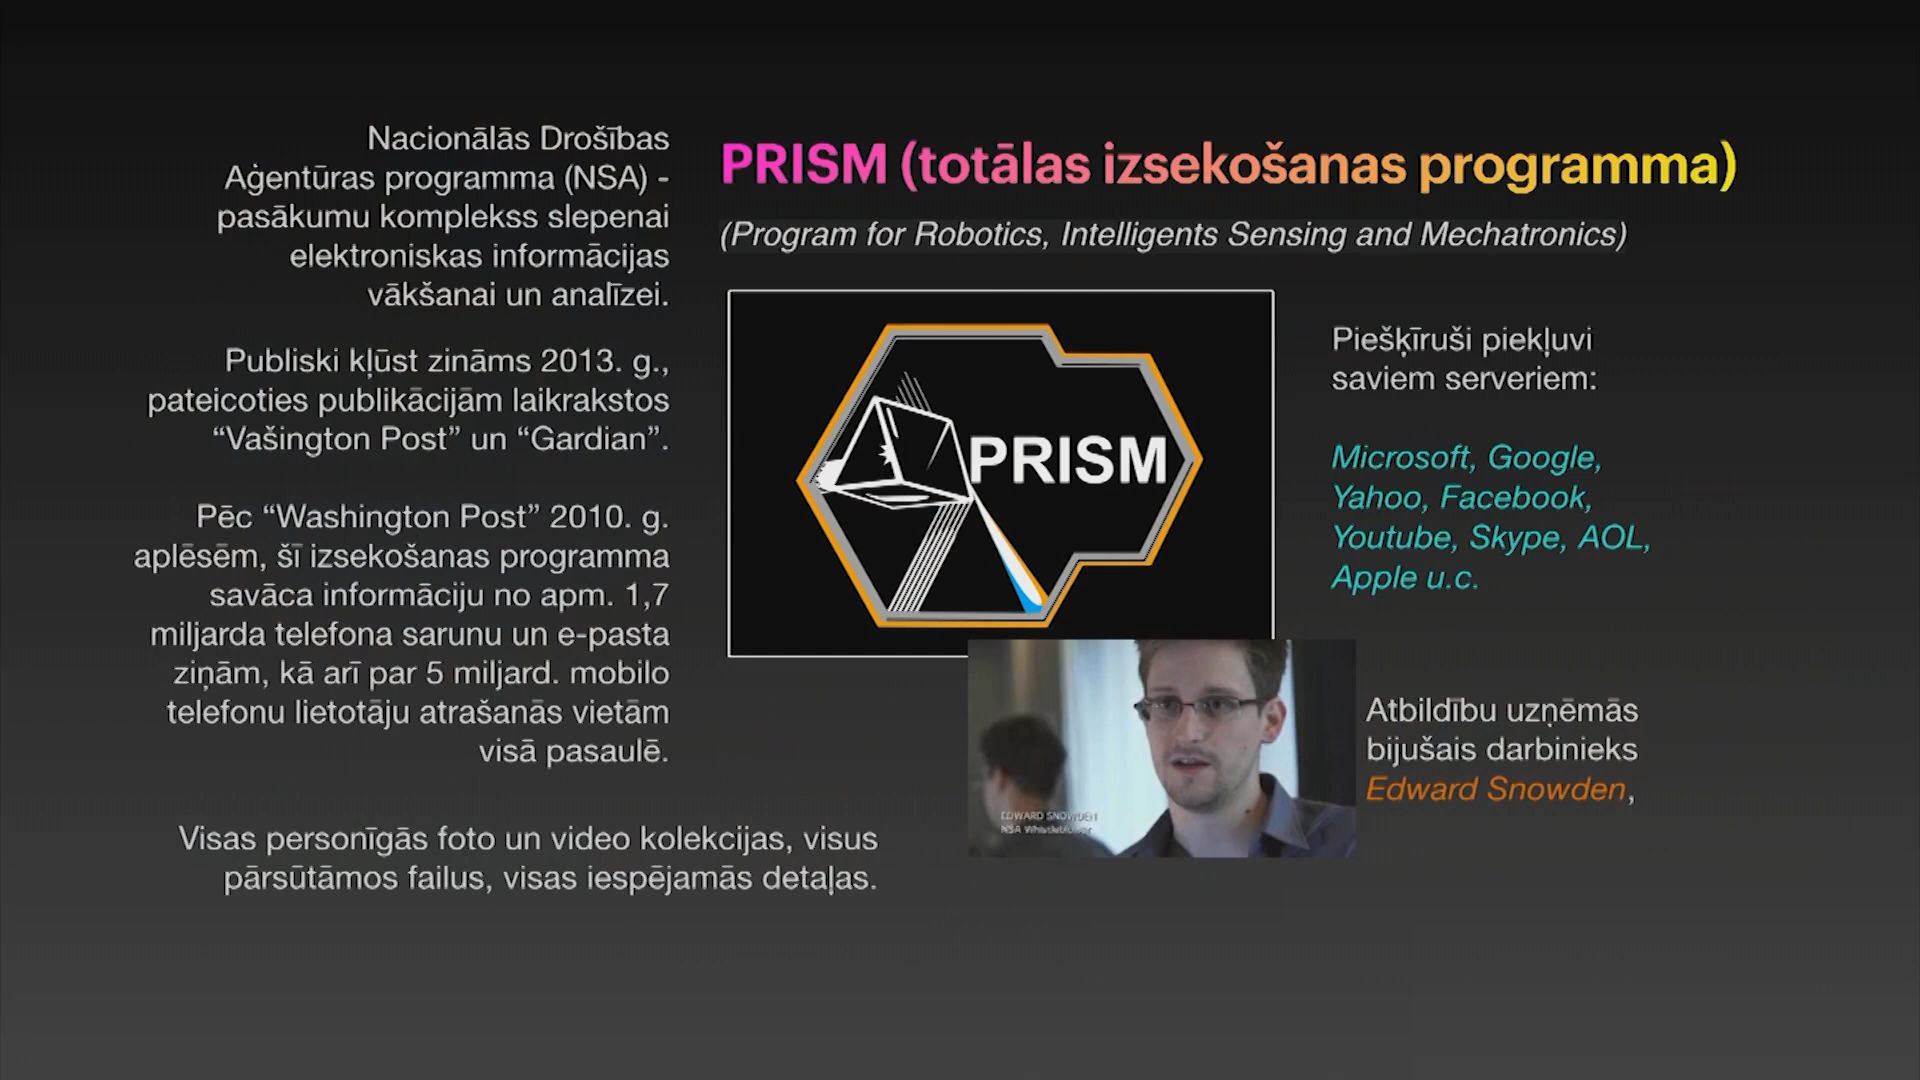 Nacionālās Drošības
Aģentūras programma (NSA) -
pasākumu komplekss slepenai
elektroniskas informācijas
vākšanai un analīzei.
Publiski kļūst zināms 2013. g.,
pateicoties publikācijām laikrakstos
“Vašington Post” un “Gardian”.
Pēc “Washington Post” 2010. g.
aplēsēm, šī izsekošanas programma
savāca informāciju no apm. 1,7
miljarda telefona sarunu un e-pasta
ziņām, kā arī par 5 miljard. mobilo
telefonu lietotāju atrašanās vietām
visā pasaulē.
Visas personīgās foto un video kolekcijas, visus
pārsūtāmos failus, visas iespējamās detaļas.
PRISM (totālas izsekošanas programma)
(Program for Robotics, Intelligents Sensing and Mechatronics)
PRISM
Piešķīruši piekļuvi
saviem serveriem:
Microsoft, Google,
Yahoo, Facebook,
Youtube, Skype, AOL,
Apple u.c.
EDWARD SNOWDEN
NSA Whistleblower
Atbildību uzņēmās
bijušais darbinieks
Edward Snowden,